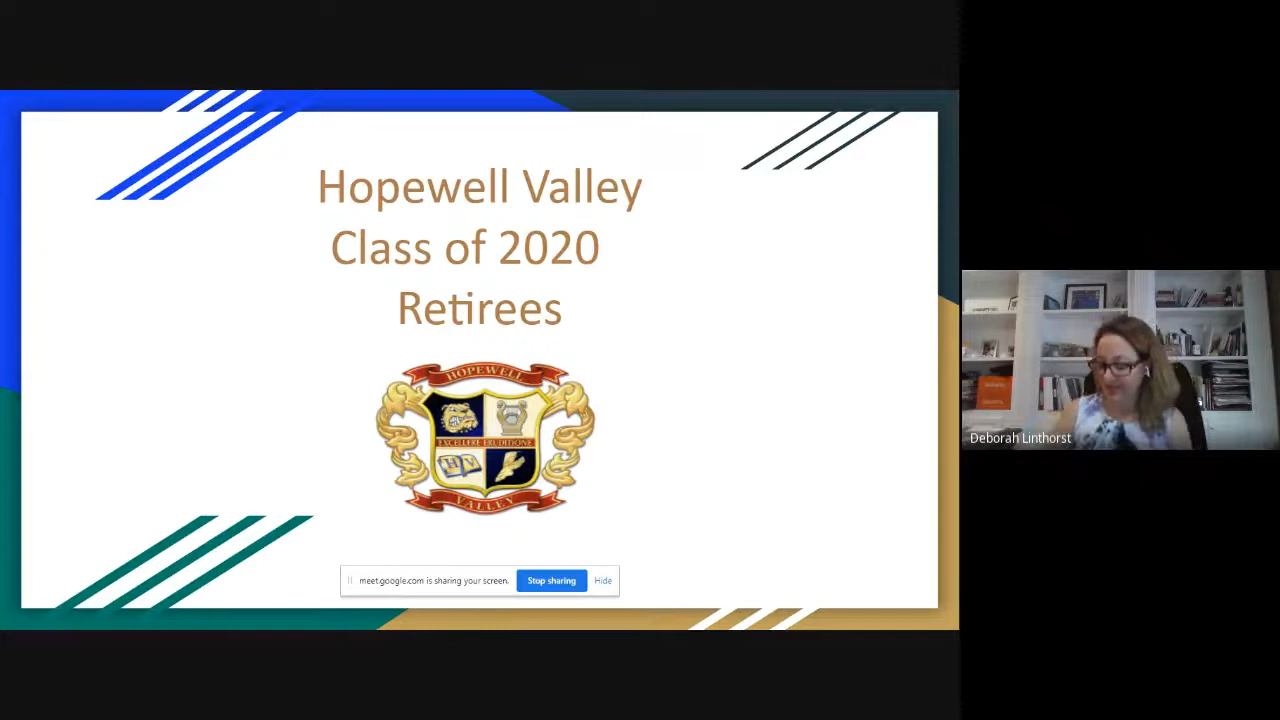 Hopewell Valley
Class of 2020
Retirees
HOPEWELL
EXCELLERE ERUDITIONE
H V
VALLEY
meet.google.com is sharing your screen.
Stop sharing
Hide
Deborah Linthorst